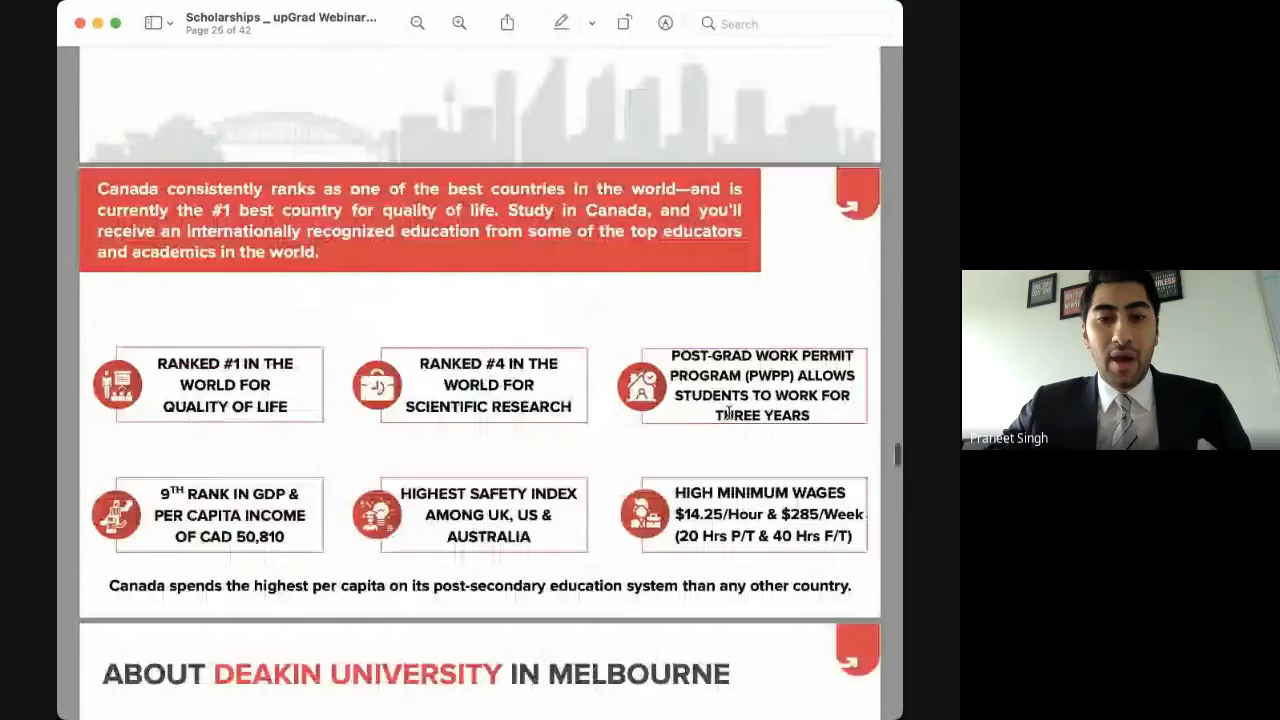 Scholarships _ upGrad Webinar...
Page 25 of 42
Search
Canada consistently ranks as one of the best countries in the world—and is
currently the #1 best country for quality of life. Study in Canada, and you'll
receive an internationally recognized education from some of the top educators
and academics in the world.
RANKED #1 IN THE
WORLD FOR
QUALITY OF LIFE
RANKED #4 IN THE
WORLD FOR
SCIENTIFIC RESEARCH
POST-GRAD WORK PERMIT
PROGRAM (PWPP) ALLOWS
STUDENTS TO WORK FOR
THREE YEARS
9TH RANK IN GDP &
PER CAPITA INCOME
OF CAD 50,810
HIGHEST SAFETY INDEX
AMONG UK, US &
AUSTRALIA
HIGH MINIMUM WAGES
$14.25/Hour & $285/Week
(20 Hrs P/T & 40 Hrs F/T)
Canada spends the highest per capita on its post-secondary education system than any other country.
ABOUT DEAKIN UNIVERSITY IN MELBOURNE
Praneet Singh